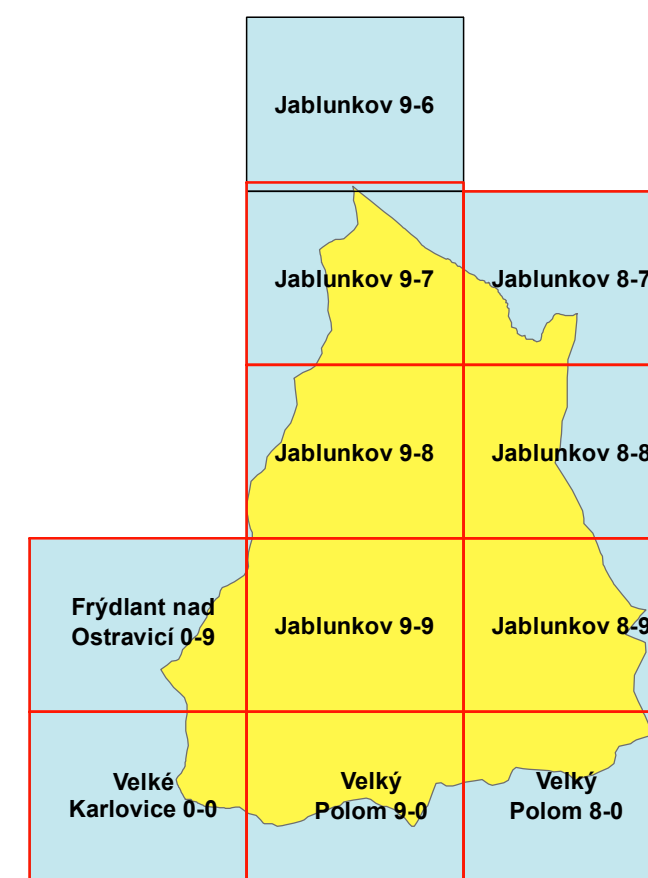 Jablunkov 9-6
Jablunkov 9-7
Jablunkov 8-7
Jablunkov 9-8
Jablunkov 8-8
Frýdlant nad
Ostravicí 0-9
Jablunkov 9-9
Jablunkov 8-9
Velké
Karlovice 0-0
Velký
Polom 9-0
Velký
Polom 8-0